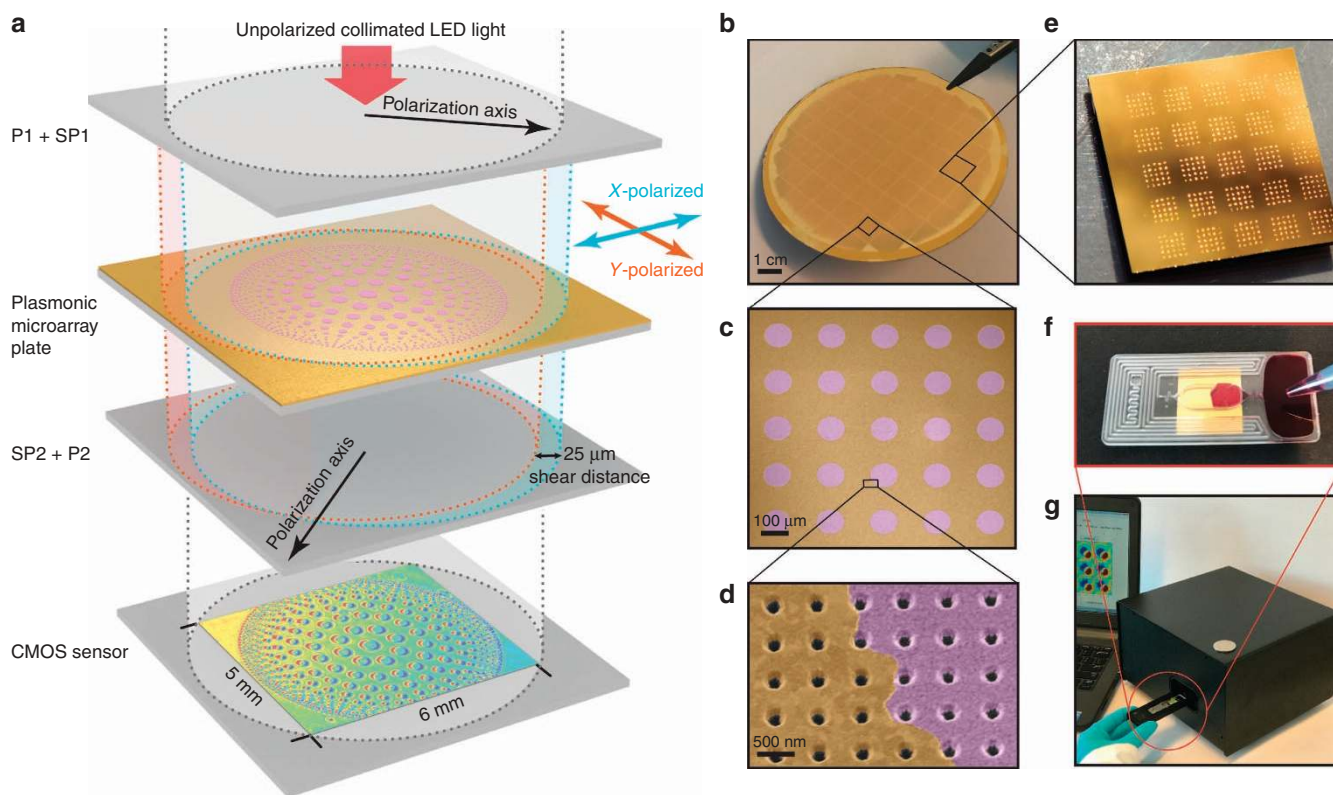 a
Unpolarized collimated LED light
Polarization axis
P1 + SP1
X-polarized
Y-polarized
Plasmonic
microarray
plate
SP2 + P2
25 μm
shear distance
Polarization axis
CMOS sensor
5 mm
6 mm
b
1 cm
c
100 μm
d
500 nm
e
f
g